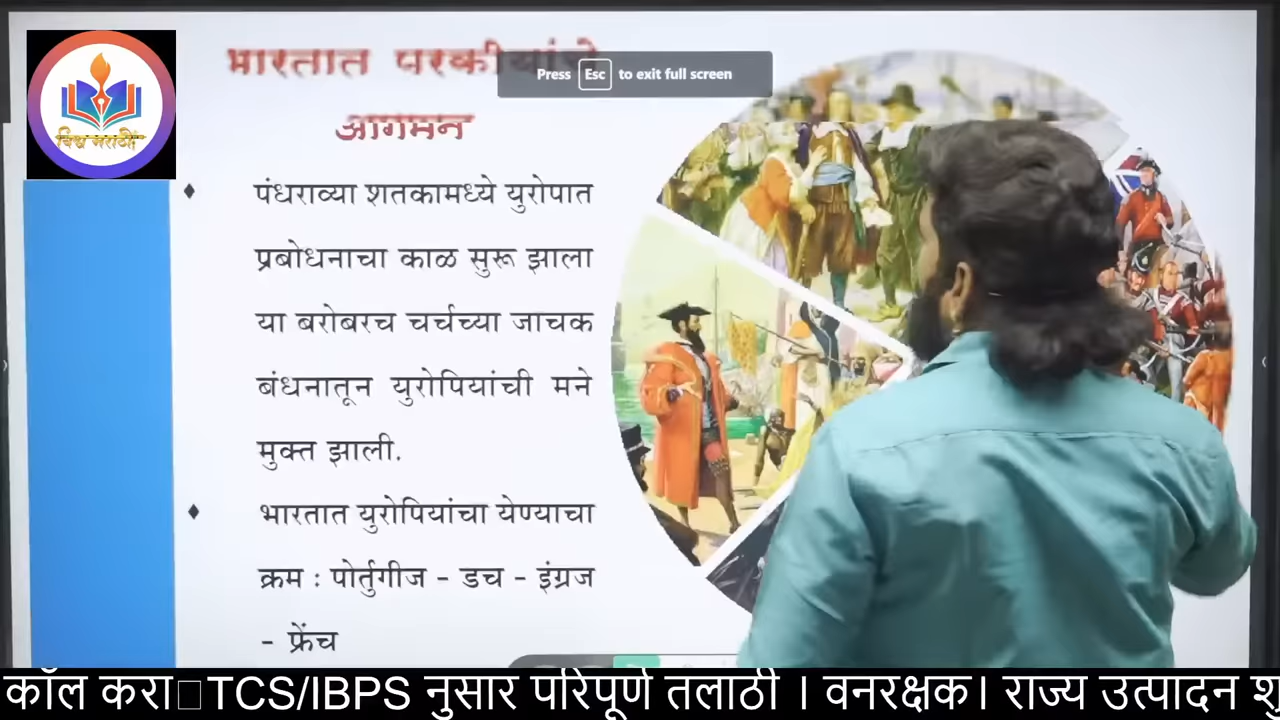 विश्व मराठी
भारतात परकीयांचे
Press Esc to exit full screen
आगमन
♦ पंधराव्या शतकामध्ये युरोपात
प्रबोधनाचा काळ सुरू झाला
या बरोबरच चर्चच्या जाचक
बंधनातून युरोपियांची मने
मुक्त झाली.
♦ भारतात युरोपियांचा येण्याचा
क्रम : पोर्तुगीज - डच - इंग्रज
- फ्रेंच
कॉल करा□TCS/IBPS नुसार परिपूर्ण तलाठी । वनरक्षक। राज्य उत्पादन शु